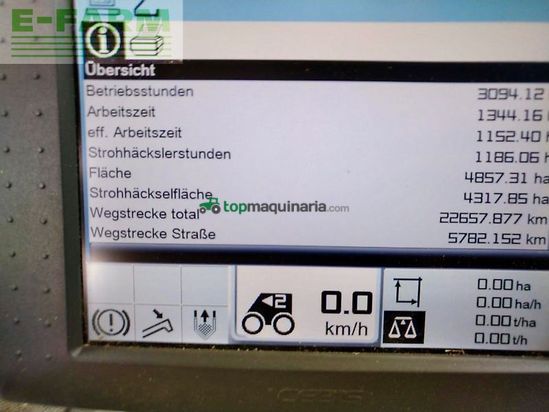 E-FARM
Übersicht
Betriebsstunden 3094.12
Arbeitszeit 1344.16
eff. Arbeitszeit 1152.40
Strohhäckslerstunden 1186.06 h
Fläche 4857.31 ha
Strohhäckselfläche 4317.85 ha
topmaquinaria.com
Wegstrecke total 22657.877 km
Wegstrecke Straße 5782.152 km
2
0.0
km/h
0.00 ha
0.00 ha/h
0.00 t/ha
0.00 t/h
CEBIS